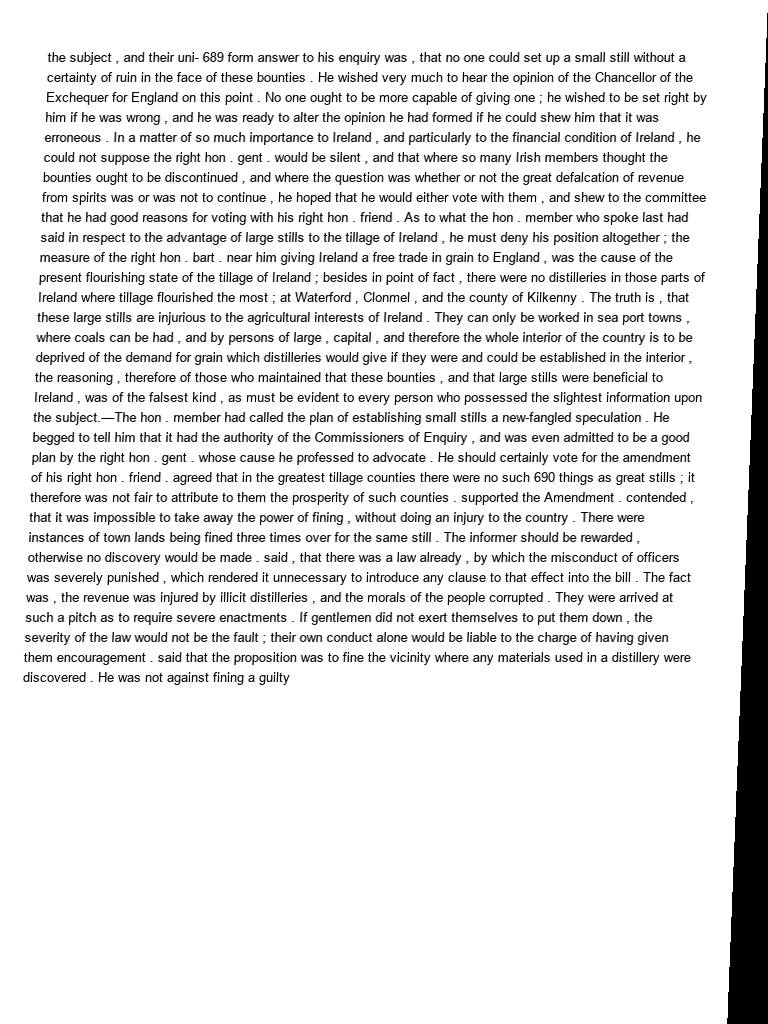 the subject , and their uni- 689 form answer to his enquiry was , that no one could set up a small still without a
certainty of ruin in the face of these bounties . He wished very much to hear the opinion of the Chancellor of the
Exchequer for England on this point . No one ought to be more capable of giving one ; he wished to be set right by
him if he was wrong , and he was ready to alter the opinion he had formed if he could shew him that it was
erroneous . In a matter of so much importance to Ireland , and particularly to the financial condition of Ireland , he
could not suppose the right hon . gent . would be silent , and that where so many Irish members thought the
bounties ought to be discontinued , and where the question was whether or not the great defalcation of revenue
from spirits was or was not to continue , he hoped that he would either vote with them , and shew to the committee
that he had good reasons for voting with his right hon . friend . As to what the hon . member who spoke last had
said in respect to the advantage of large stills to the tillage of Ireland , he must deny his position altogether ; the
measure of the right hon . bart . near him giving Ireland a free trade in grain to England , was the cause of the
present flourishing state of the tillage of Ireland ; besides in point of fact , there were no distilleries in those parts of
Ireland where tillage flourished the most ; at Waterford , Clonmel , and the county of Kilkenny . The truth is , that
these large stills are injurious to the agricultural interests of Ireland . They can only be worked in sea port towns ,
where coals can be had , and by persons of large , capital , and therefore the whole interior of the country is to be
deprived of the demand for grain which distilleries would give if they were and could be established in the interior ,
the reasoning , therefore of those who maintained that these bounties , and that large stills were beneficial to
Ireland , was of the falsest kind , as must be evident to every person who possessed the slightest information upon
the subject.—The hon . member had called the plan of establishing small stills a new-fangled speculation . He
begged to tell him that it had the authority of the Commissioners of Enquiry , and was even admitted to be a good
plan by the right hon . gent . whose cause he professed to advocate . He should certainly vote for the amendment
of his right hon . friend . agreed that in the greatest tillage counties there were no such 690 things as great stills ; it
therefore was not fair to attribute to them the prosperity of such counties . supported the Amendment . contended ,
that it was impossible to take away the power of fining , without doing an injury to the country . There were
instances of town lands being fined three times over for the same still . The informer should be rewarded ,
otherwise no discovery would be made . said , that there was a law already , by which the misconduct of officers
was severely punished , which rendered it unnecessary to introduce any clause to that effect into the bill . The fact
was , the revenue was injured by illicit distilleries , and the morals of the people corrupted . They were arrived at
such a pitch as to require severe enactments . If gentlemen did not exert themselves to put them down , the
severity of the law would not be the fault ; their own conduct alone would be liable to the charge of having given
them encouragement . said that the proposition was to fine the vicinity where any materials used in a distillery were
discovered . He was not against fining a guilty